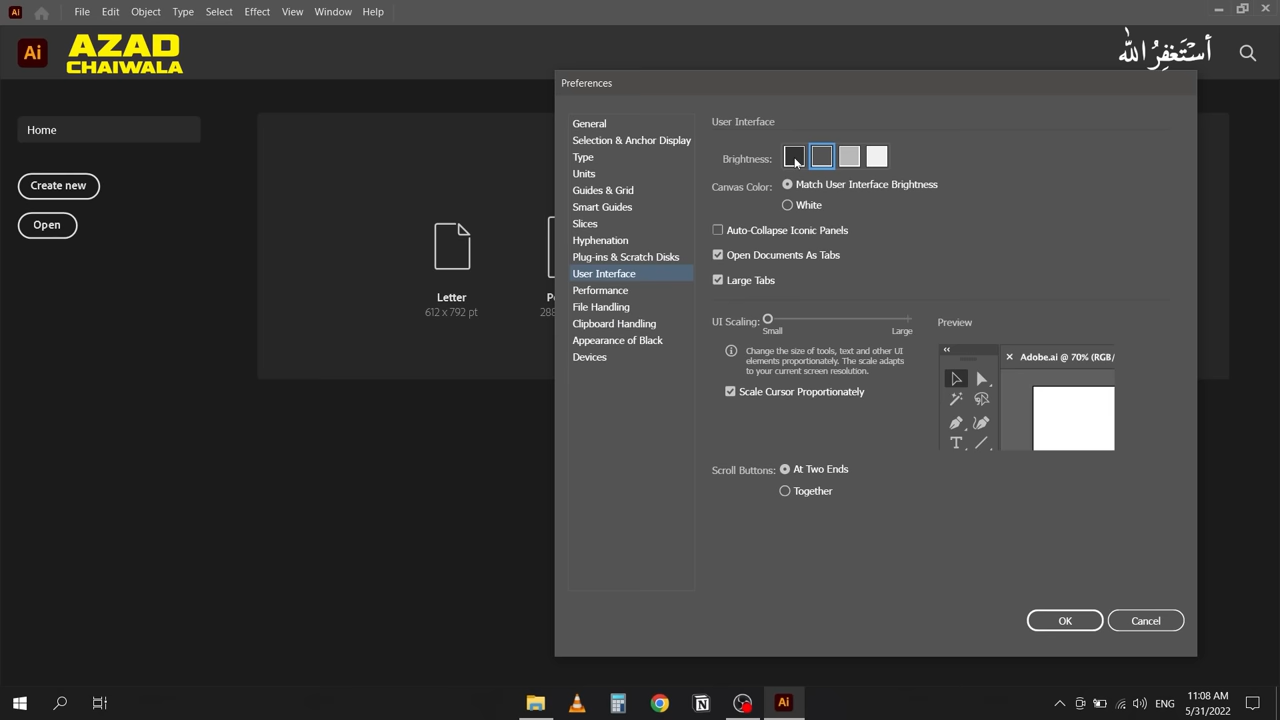 Ai File Edit Object Type Select Effect View Window Help
Ai AZAD
CHAIWALA
أستغفر الله
Preferences
Home
Create new
Open
Letter
612 x 792 pt
288
General
Selection & Anchor Display
Type
Units
Guides & Grid
Smart Guides
Slices
Hyphenation
Plug-ins & Scratch Disks
User Interface
Performance
File Handling
Clipboard Handling
Appearance of Black
Devices
User Interface
Brightness:
Canvas Color: Match User Interface Brightness
White
Auto-Collapse Iconic Panels
Open Documents As Tabs
Large Tabs
UI Scaling:
Small Large
Change the size of tools, text and other UI
elements proportionately. The scale adapts
to your current screen resolution.
Scale Cursor Proportionately
Preview
Adobe.ai @ 70% (RGB/
T
Scroll Buttons: At Two Ends
Together
OK Cancel
N Ai ENG 11:08 AM
5/31/2022